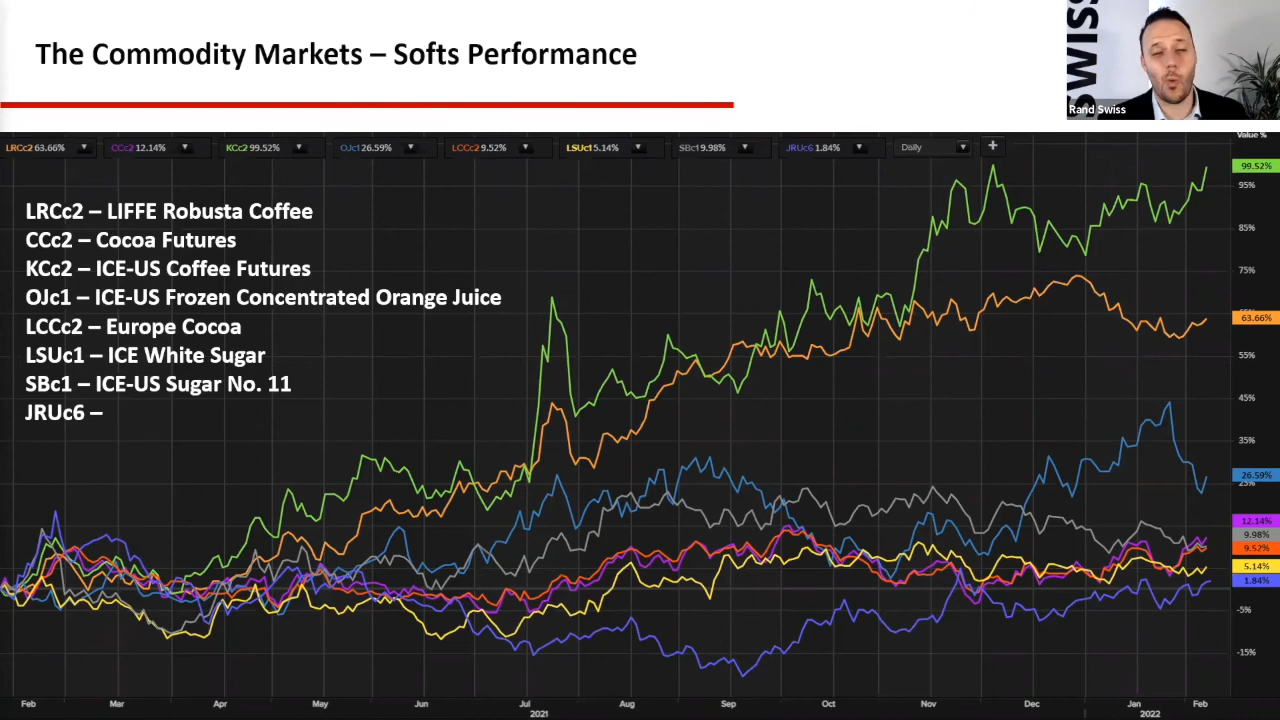 The Commodity Markets – Softs Performance
SWISS
Rand Swiss
LRCc2 63.66% CCc2 12.14% KCc2 99.52% OJc1 26.59% LCCc2 9.52% LSUc1 5.14% SBc1 9.98% JRUc6 1.84% Daily +
Value %
99.52%
95%
LRCc2 – LIFFE Robusta Coffee
85%
CCc2 – Cocoa Futures
KCc2 – ICE-US Coffee Futures
75%
OJc1 – ICE-US Frozen Concentrated Orange Juice
63.66%
LCCc2 – Europe Cocoa
LSUc1 – ICE White Sugar
55%
SBc1 – ICE-US Sugar No. 11
45%
JRUc6 –
35%
26.59%
25%
12.14%
9.98%
9.52%
5.14%
1.84%
-5%
-15%
Feb Mar Apr May Jun Jul Aug Sep Oct Nov Dec Jan Feb
2021 2022